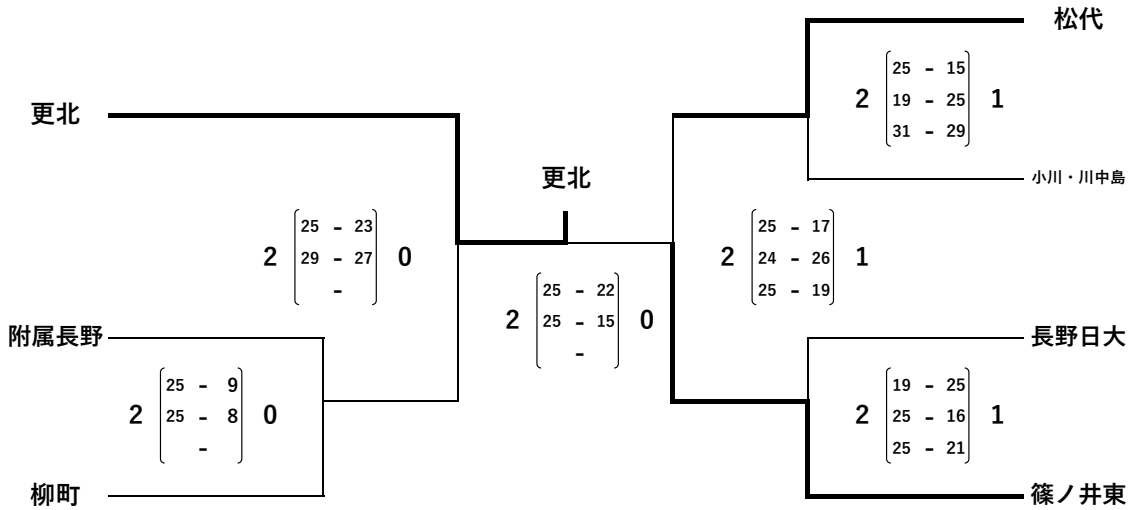 松代
25 - 15
2 19 - 25 1
31 - 29
更北
更北
小川・川中島
25 - 23
2 29 - 27 0
-
25 - 17
2 24 - 26 1
25 - 19
25 - 22
2 25 - 15 0
-
附属長野
長野日大
25 - 9
2 25 - 8 0
-
19 - 25
2 25 - 16 1
25 - 21
柳町
篠ノ井東